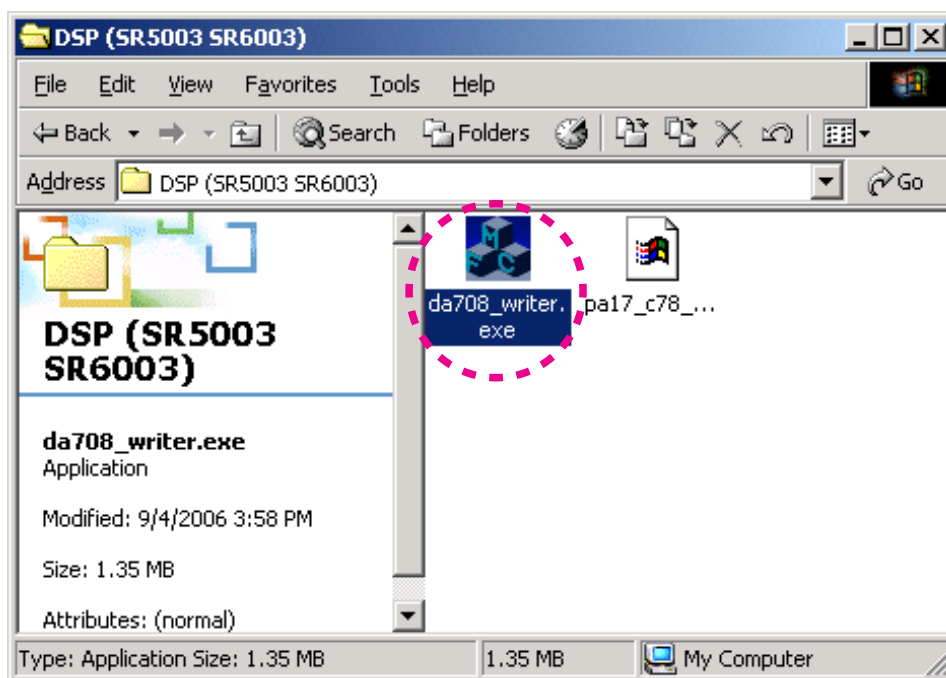 DSP (SR5003 SR6003)
File Edit View Favorites Tools Help
Back Search Folders
Address DSP (SR5003 SR6003) Go
M F C
da708_writer.
exe
pa17_c78_...
DSP (SR5003
SR6003)
da708_writer.exe
Application
Modified: 9/4/2006 3:58 PM
Size: 1.35 MB
Attributes: (normal)
Type: Application Size: 1.35 MB 1.35 MB My Computer